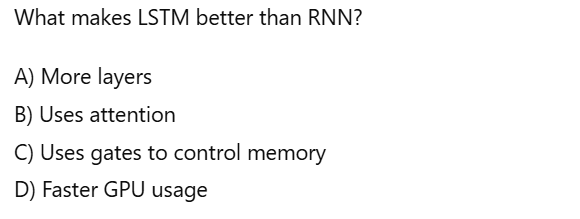 What makes LSTM better than RNN?
A) More layers
B) Uses attention
C) Uses gates to control memory
D) Faster GPU usage